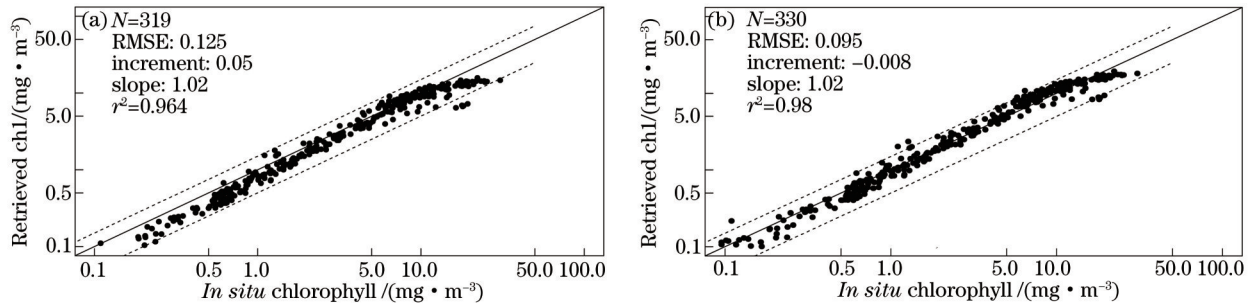 (a) N=319
RMSE: 0.125
increment: 0.05
slope: 1.02
r²=0.964
50.0
5.0
0.5
0.1
Retrieved ch1/(mg • m⁻³)
0.1 0.5 1.0 5.0 10.0 50.0 100.0
In situ chlorophyll /(mg • m⁻³)
(b) N=330
RMSE: 0.095
increment: −0.008
slope: 1.02
r²=0.98
50.0
5.0
0.5
0.1
Retrieved ch1/(mg • m⁻³)
0.1 0.5 1.0 5.0 10.0 50.0 100.0
In situ chlorophyll /(mg • m⁻³)